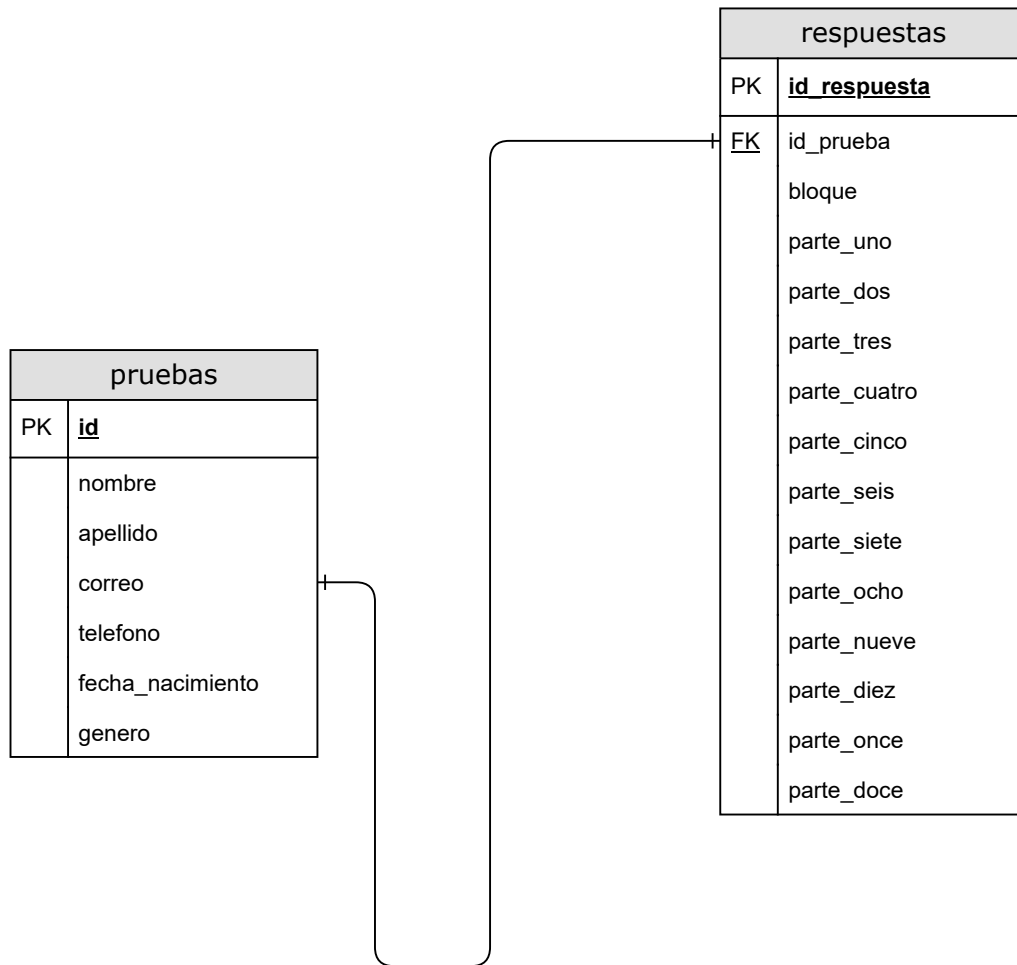 respuestas
PK id_respuesta
FK id_prueba
bloque
parte_uno
parte_dos
parte_tres
parte_cuatro
parte_cinco
parte_seis
parte_siete
parte_ocho
parte_nueve
parte_diez
parte_once
parte_doce
pruebas
PK id
nombre
apellido
correo
telefono
fecha_nacimiento
genero